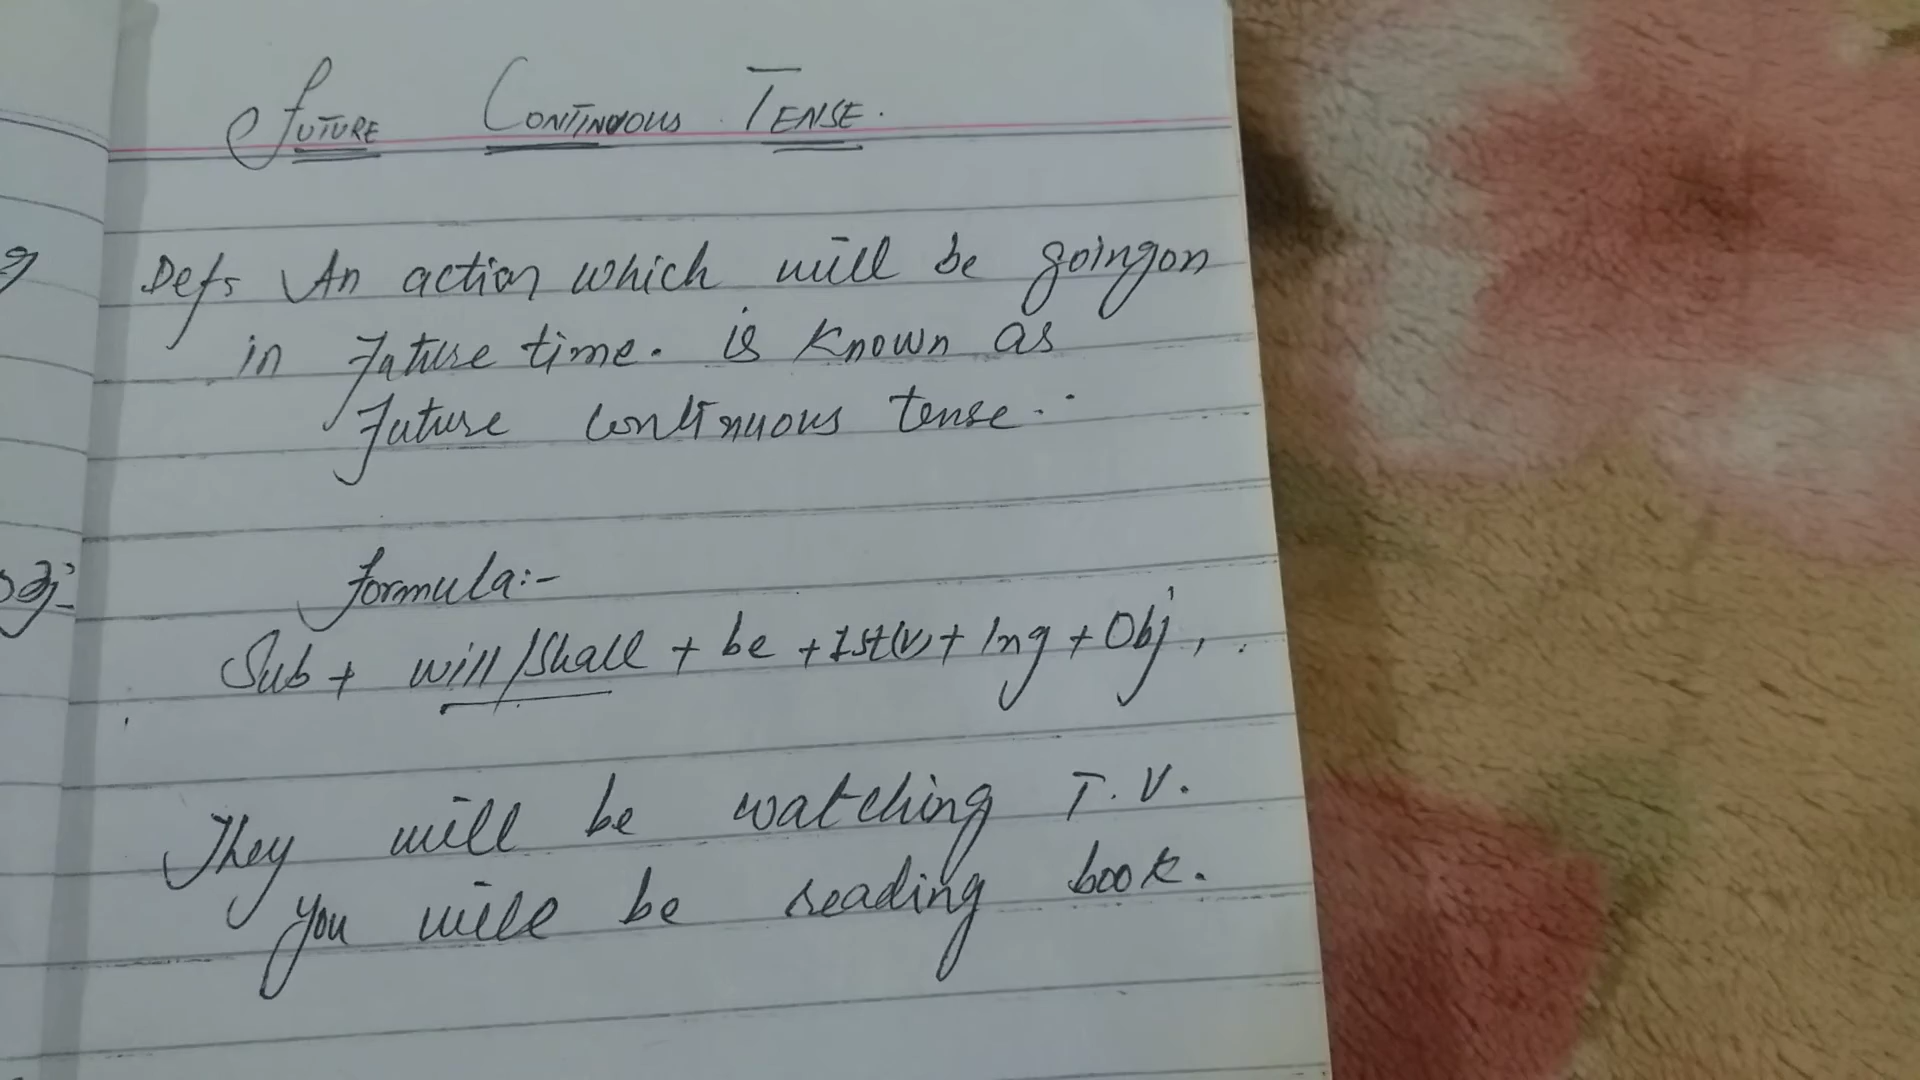 FUTURE CONTINUOUS TENSE.
Def: An action which will be goingon
in future time. is known as
Future continuous tense..
formula:-
Sub + will/Shall + be + 1st(v) + Ing + Obj,.
They will be watching T.V.
You will be reading book.